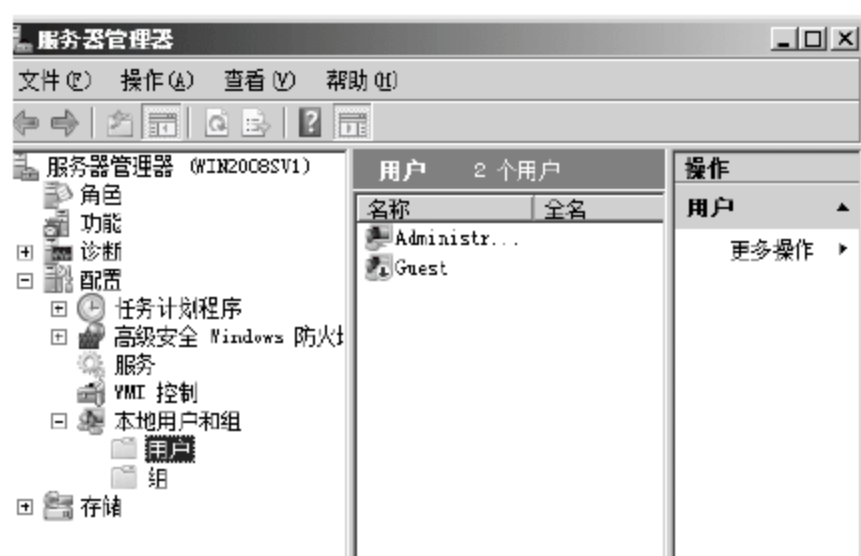 服务器管理器
文件(F) 操作(A) 查看(V) 帮助(H)
服务器管理器 (WIN2008SV1)
角色
功能
诊断
配置
任务计划程序
高级安全 Windows 防火
服务
WMI 控制
本地用户和组
用户
组
存储
用户 2 个用户
名称 全名
Administr...
Guest
操作
用户
更多操作